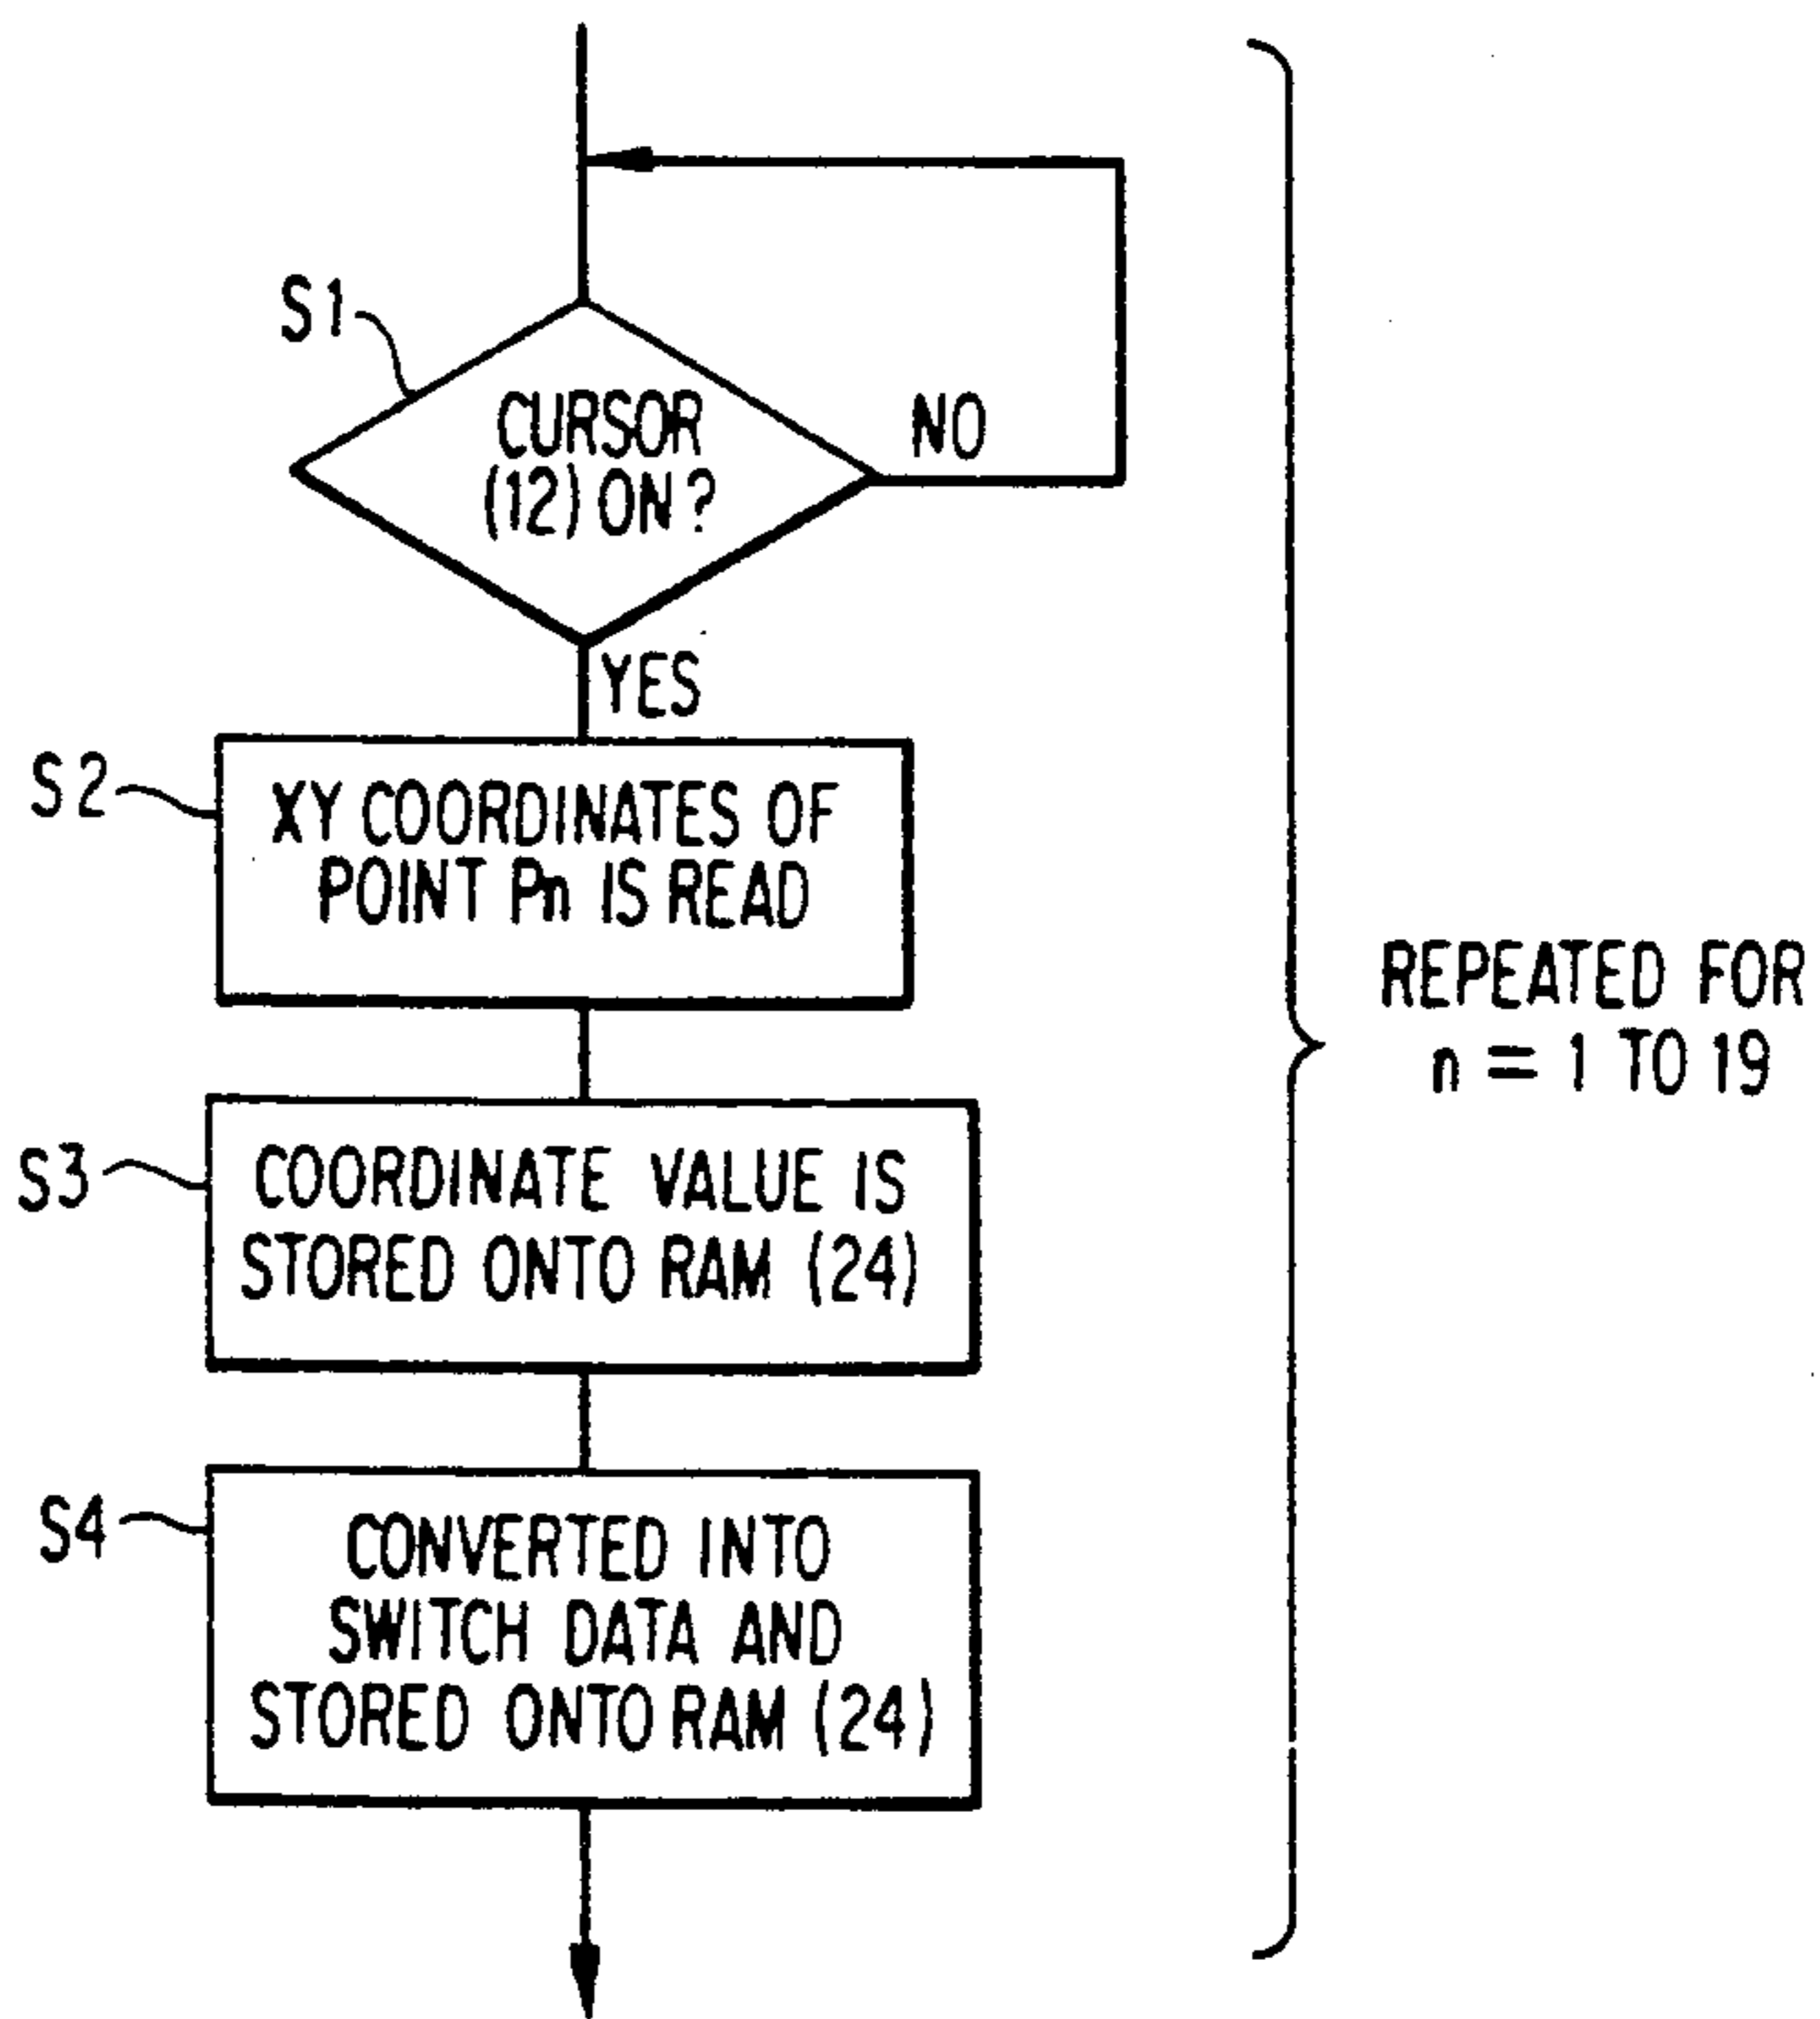 S1
CURSOR
(12) ON ?
NO
YES
S2
XY COORDINATES OF
POINT Pn IS READ
S3
COORDINATE VALUE IS
STORED ONTO RAM (24)
S4
CONVERTED INTO
SWITCH DATA AND
STORED ONTO RAM (24)
REPEATED FOR
n = 1 TO 19